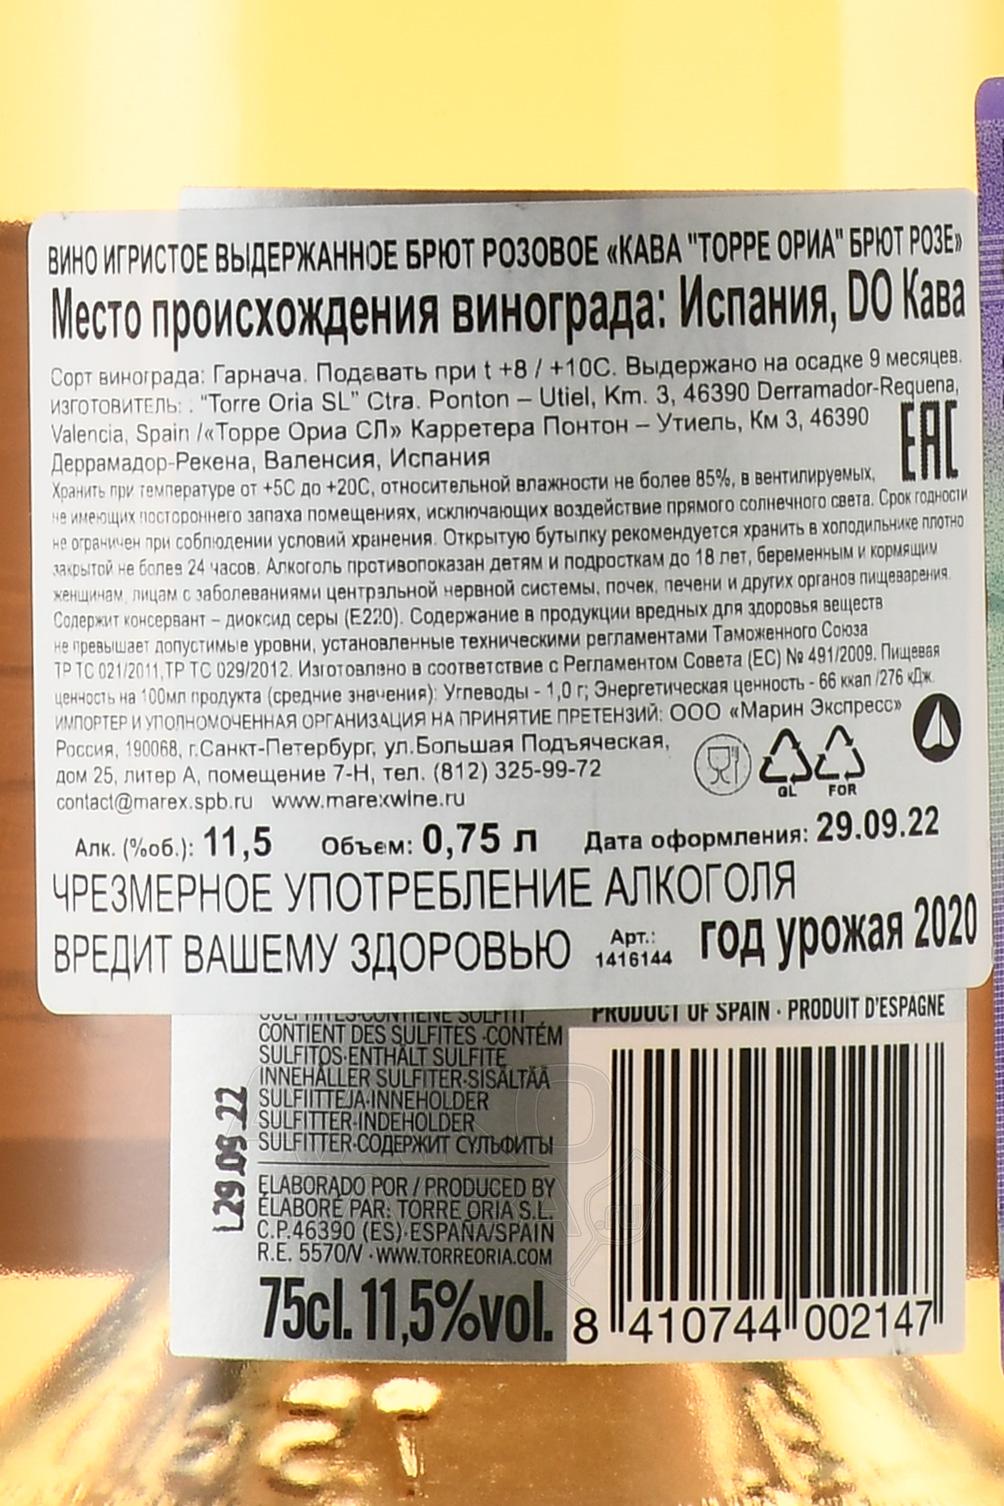 ВИНО ИГРИСТОЕ ВЫДЕРЖАННОЕ БРЮТ РОЗОВОЕ «КАВА "ТОРРЕ ОРИА" БРЮТ РОЗЕ»
Место происхождения винограда: Испания, DO Кава
Сорт винограда: Гарнача. Подавать при t +8 / +10С. Выдержано на осадке 9 месяцев.
ИЗГОТОВИТЕЛЬ: : "Torre Oria SL" Ctra. Ponton – Utiel, Km. 3, 46390 Derramador-Requena,
Valencia, Spain /«Торре Ориа СЛ» Карретера Понтон – Утиель, Км 3, 46390
Деррамадор-Рекена, Валенсия, Испания
EAC
Хранить при температуре от +5С до +20С, относительной влажности не более 85%, в вентилируемых,
не имеющих постороннего запаха помещениях, исключающих воздействие прямого солнечного света. Срок годности
не ограничен при соблюдении условий хранения. Открытую бутылку рекомендуется хранить в холодильнике плотно
закрытой не более 24 часов. Алкоголь противопоказан детям и подросткам до 18 лет, беременным и кормящим
женщинам, лицам с заболеваниями центральной нервной системы, почек, печени и других органов пищеварения.
Содержит консервант – диоксид серы (Е220). Содержание в продукции вредных для здоровья веществ
не превышает допустимые уровни, установленные техническими регламентами Таможенного Союза
ТР ТС 021/2011,ТР ТС 029/2012. Изготовлено в соответствие с Регламентом Совета (ЕС) № 491/2009. Пищевая
ценность на 100мл продукта (средние значения): Углеводы - 1,0 г; Энергетическая ценность - 66 ккал /276 кДж.
ИМПОРТЕР И УПОЛНОМОЧЕННАЯ ОРГАНИЗАЦИЯ НА ПРИНЯТИЕ ПРЕТЕНЗИЙ: ООО «Марин Экспресс»
Россия, 190068, г.Санкт-Петербург, ул.Большая Подъяческая,
дом 25, литер А, помещение 7-Н, тел. (812) 325-99-72
contact@marex.spb.ru www.marexwine.ru
GL FOR
Алк. (%об.): 11,5 Объем: 0,75 л Дата оформления: 29.09.22
ЧРЕЗМЕРНОЕ УПОТРЕБЛЕНИЕ АЛКОГОЛЯ
ВРЕДИТ ВАШЕМУ ЗДОРОВЬЮ
Арт.:
1416144
год урожая 2020
PRODUCT OF SPAIN · PRODUIT D'ESPAGNE
CONTIENT DES SULFITES ·CONTÉM
SULFITOS·ENTHÄLT SULFITE
INNEHÅLLER SULFITER·SISÄLTÄÄ
SULFIITTEJA·INNEHOLDER
SULFITTER·INDEHOLDER
SULFITTER·СОДЕРЖИТ СУЛЬФИТЫ
L29.09.22
ELABORADO POR / PRODUCED BY
ÉLABORÉ PAR: TORRE ORIA S.L.
C.P.46390 (ES)·ESPAÑA/SPAIN
R.E. 5570/V · WWW.TORREORIA.COM
75cl. 11,5%vol.
8 410744 002147